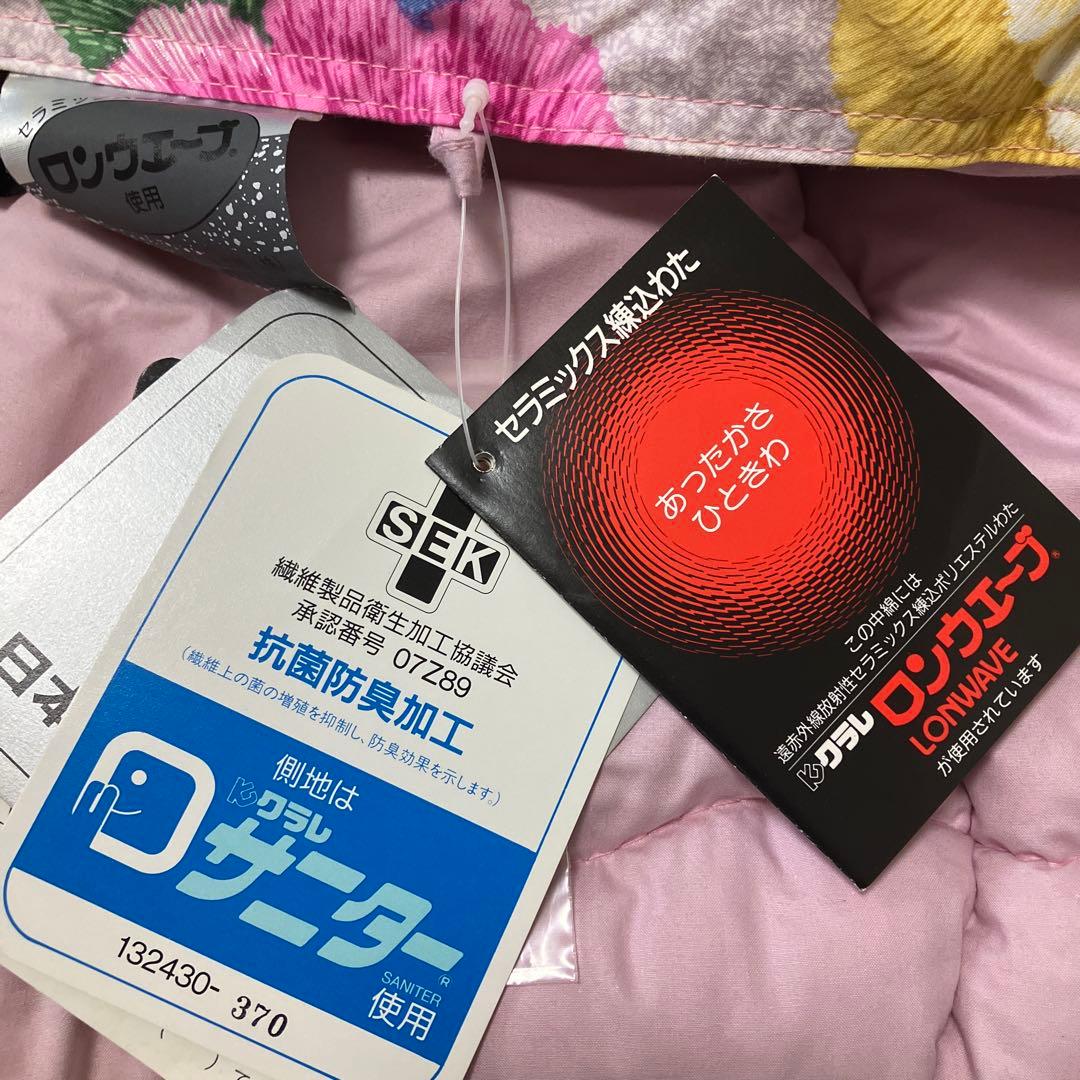 セラミッ
ロンウエーブ®
使用
日本
SEK
繊維製品衛生加工協議会
承認番号 07Z89
抗菌防臭加工
(繊維上の菌の増殖を抑制し、防臭効果を示します。)
側地は
クラレ
サニター®
SANITER
使用
132430-370
セラミックス練込わた
あったかさ
ひときわ
この中綿には
遠赤外線放射性セラミックス練込ポリエステルわた
クラレ ロンウエーブ®
LONWAVE
が使用されています